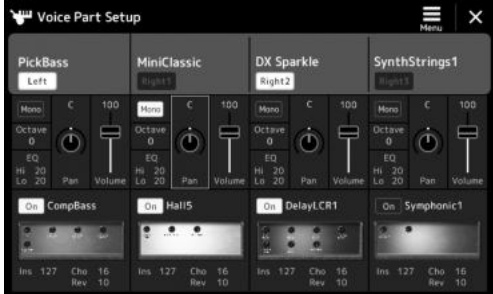 Voice Part Setup
Menu
PickBass MiniClassic DX Sparkle SynthStrings1
Left Right1 Right2 Right3
Mono C 100 Mono C 100 Mono C 100 Mono C 100
Octave Octave Octave Octave
0 0 0 0
EQ EQ EQ EQ
Hi 20 Hi 20 Hi 20 Hi 20
Lo 20 Pan Volume Lo 20 Pan Volume Lo 20 Pan Volume Lo 20 Pan Volume
On CompBass On Hall5 On DelayLCR1 On Symphonic1
Ins 127 Cho 16 Ins 127 Cho 16 Ins 127 Cho 16 Ins 127 Cho 16
Rev 10 Rev 10 Rev 10 Rev 10